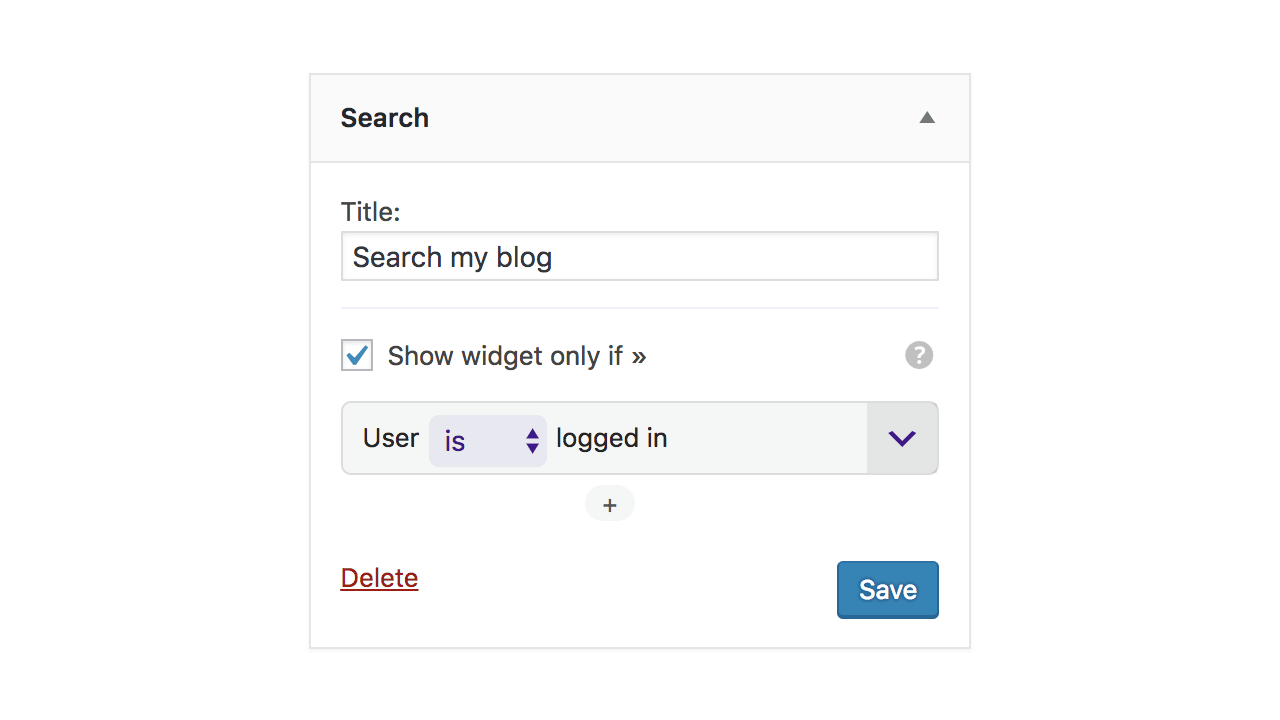 Search
Title:
Search my blog
Show widget only if »
?
User is logged in
+
Delete
Save